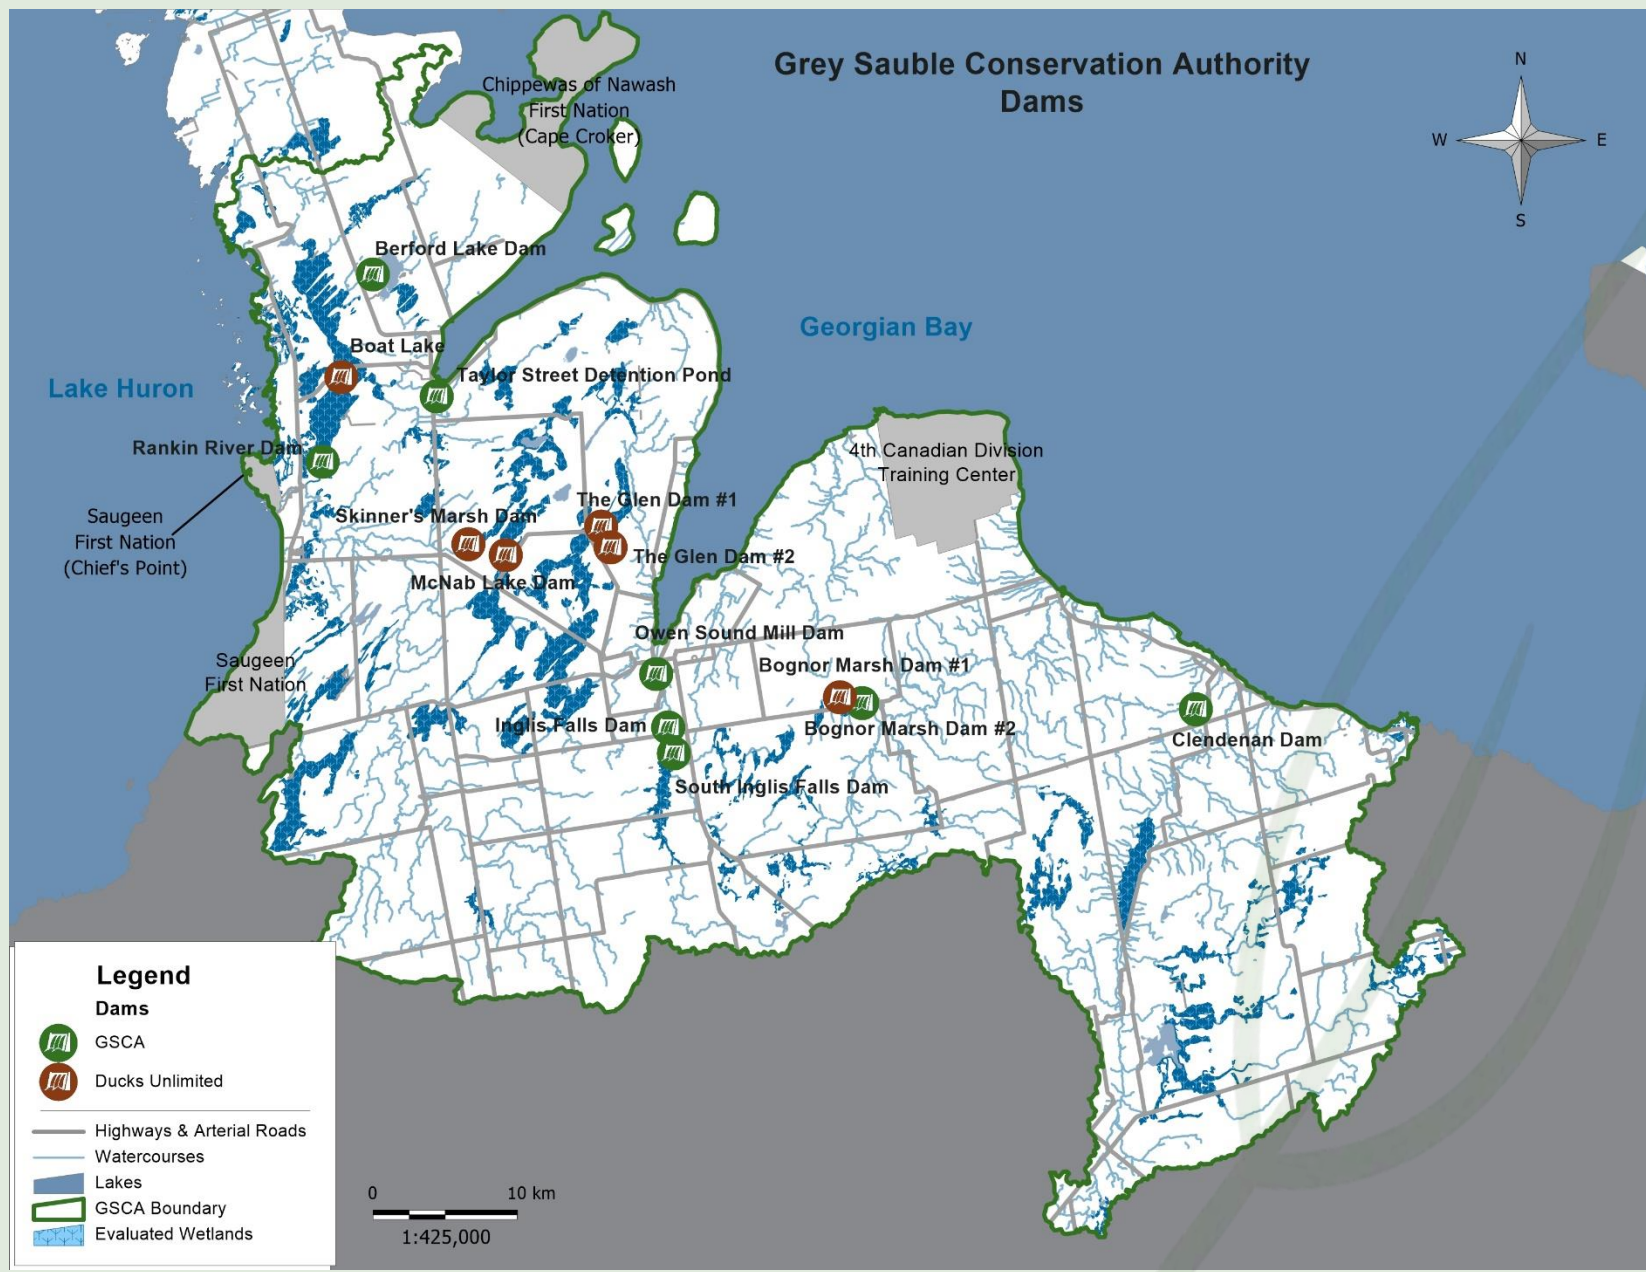 Grey Sauble Conservation Authority
Dams
N
W
E
S
Chippewas of Nawash
First Nation
(Cape Croker)
Berford Lake Dam
Georgian Bay
Boat Lake
Lake Huron
Taylor Street Detention Pond
Rankin River Dam
4th Canadian Division
Training Center
The Glen Dam #1
Skinner's Marsh Dam
Saugeen
First Nation
(Chief's Point)
The Glen Dam #2
McNab Lake Dam
Owen Sound Mill Dam
Saugeen
First Nation
Bognor Marsh Dam #1
Inglis Falls Dam
Bognor Marsh Dam #2
Clendenan Dam
South Inglis Falls Dam
Legend
Dams
GSCA
Ducks Unlimited
Highways & Arterial Roads
Watercourses
Lakes
GSCA Boundary
Evaluated Wetlands
0 10 km
1:425,000